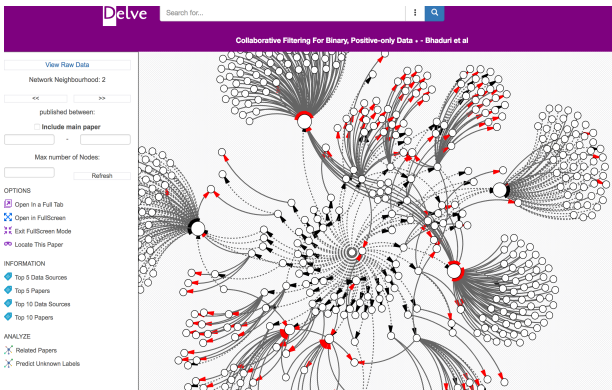 Delve
Search for...
Collaborative Filtering For Binary, Positive-only Data + - Bhaduri et al
View Raw Data
Network Neighbourhood: 2
<< >>
published between:
Include main paper
-
Max number of Nodes:
Refresh
OPTIONS
Open In a Full Tab
Open in FullScreen
Exit FullScreen Mode
Locate This Paper
INFORMATION
Top 5 Data Sources
Top 5 Papers
Top 10 Data Sources
Top 10 Papers
ANALYZE
Related Papers
Predict Unknown Labels